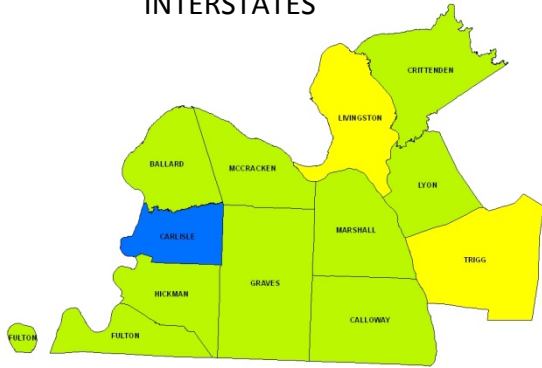 INTERSTATES
CRITTENDEN
LIVINGSTON
BALLARD
MCCRACKEN
LYON
CARLISLE
MARSHALL
TRIGG
HICKMAN
GRAVES
CALLOWAY
FULTON
FULTON